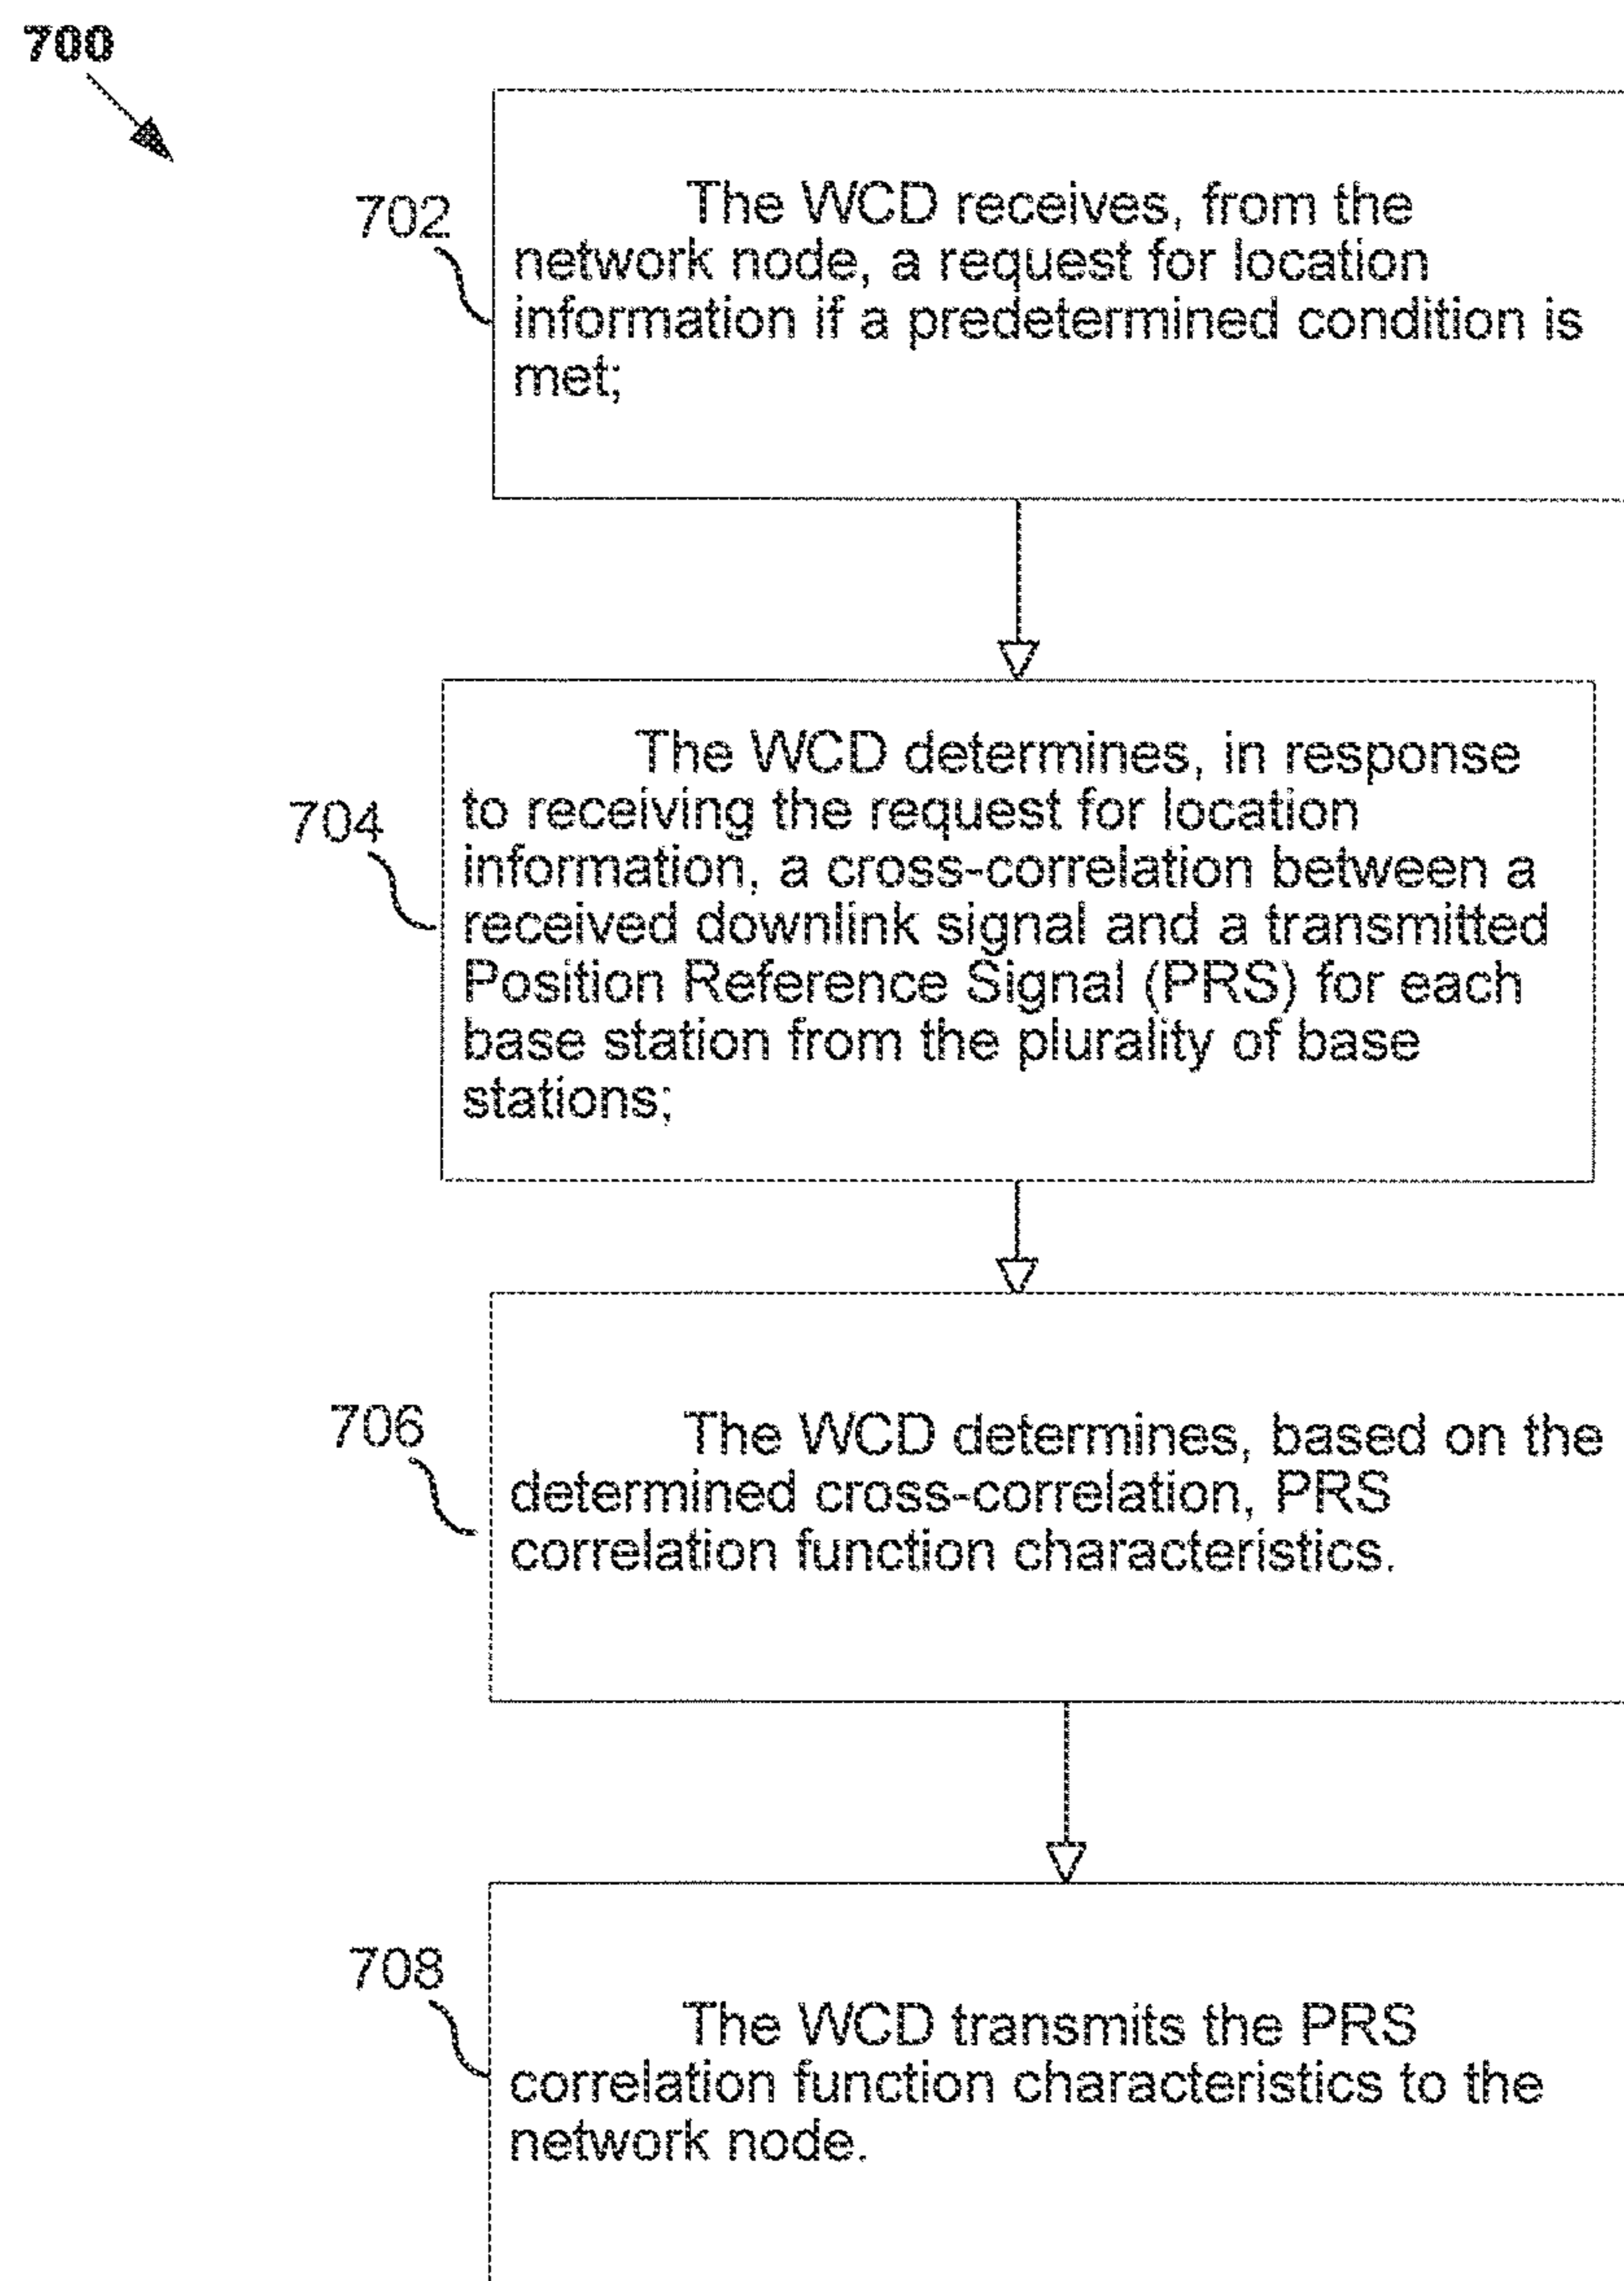 700
702
The WCD receives, from the
network node, a request for location
information if a predetermined condition is
met;
704
The WCD determines, in response
to receiving the request for location
information, a cross-correlation between a
received downlink signal and a transmitted
Position Reference Signal (PRS) for each
base station from the plurality of base
stations;
706
The WCD determines, based on the
determined cross-correlation, PRS
correlation function characteristics.
708
The WCD transmits the PRS
correlation function characteristics to the
network node.